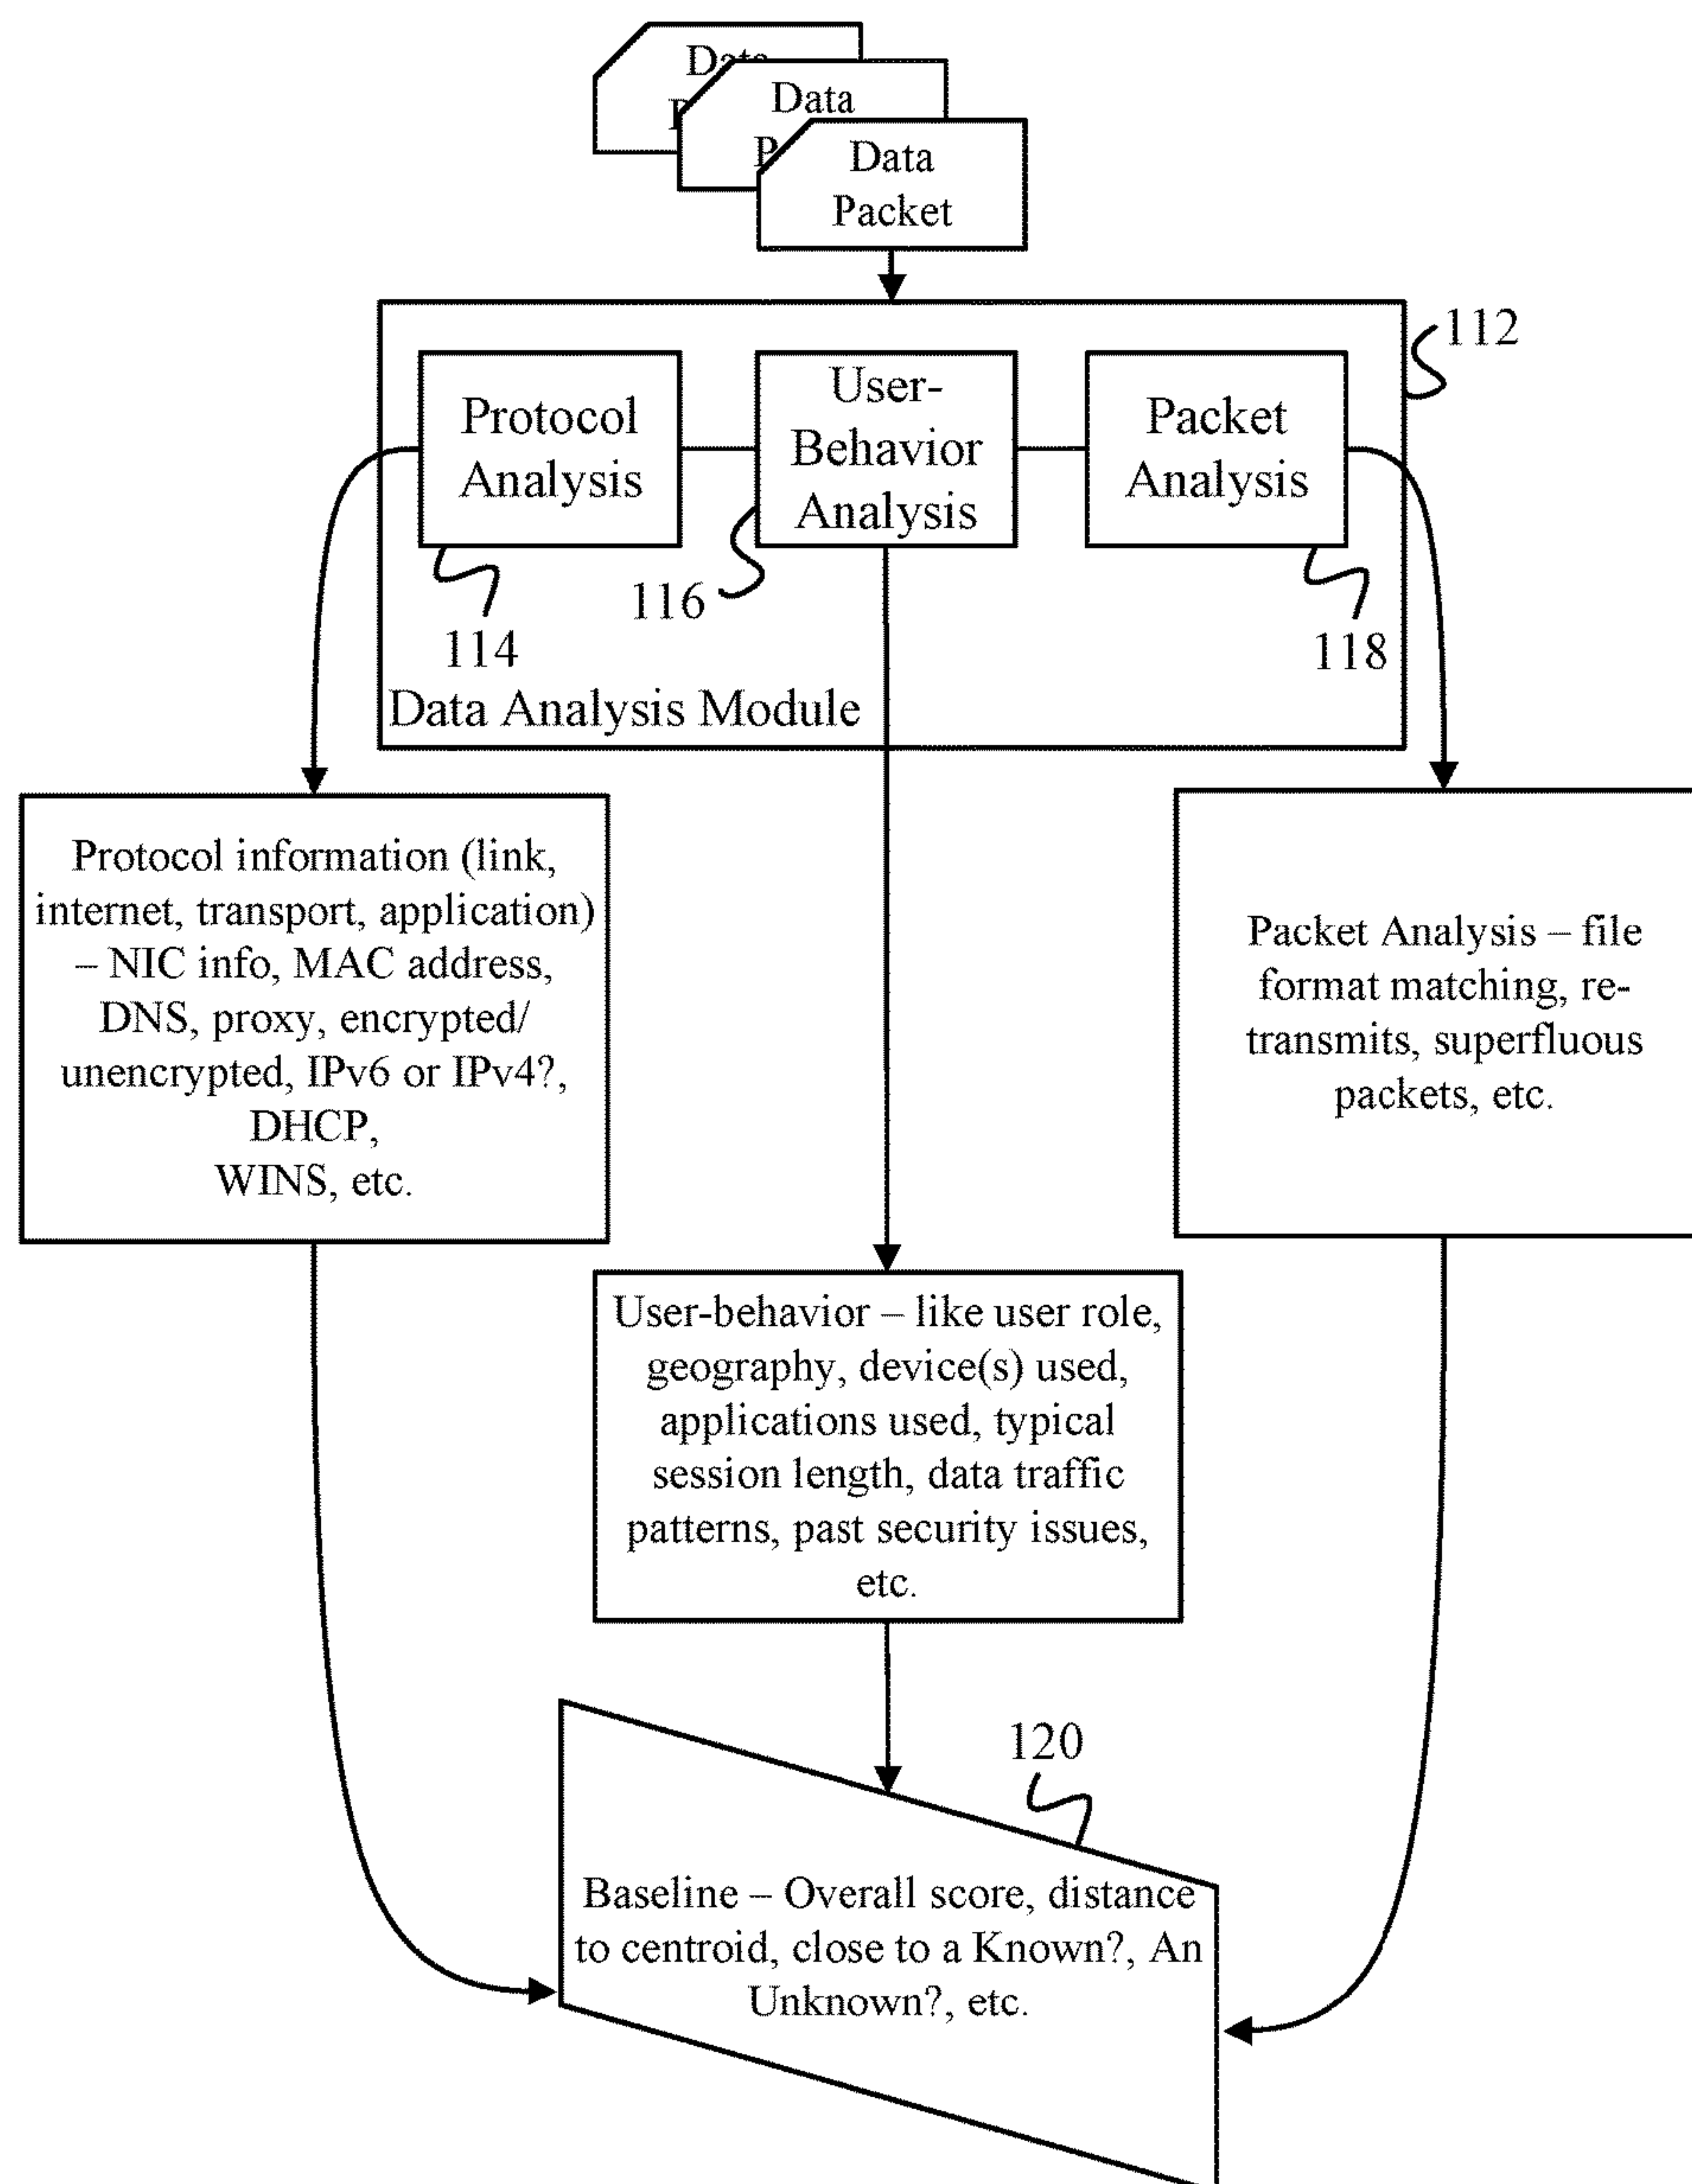 Data
Data
Data
Packet
112
Protocol
Analysis
User-
Behavior
Analysis
Packet
Analysis
116
114
118
Data Analysis Module
Protocol information (link,
internet, transport, application)
– NIC info, MAC address,
DNS, proxy, encrypted/
unencrypted, IPv6 or IPv4?,
DHCP,
WINS, etc.
Packet Analysis – file
format matching, re-
transmits, superfluous
packets, etc.
User-behavior – like user role,
geography, device(s) used,
applications used, typical
session length, data traffic
patterns, past security issues,
etc.
120
Baseline – Overall score, distance
to centroid, close to a Known?, An
Unknown?, etc.